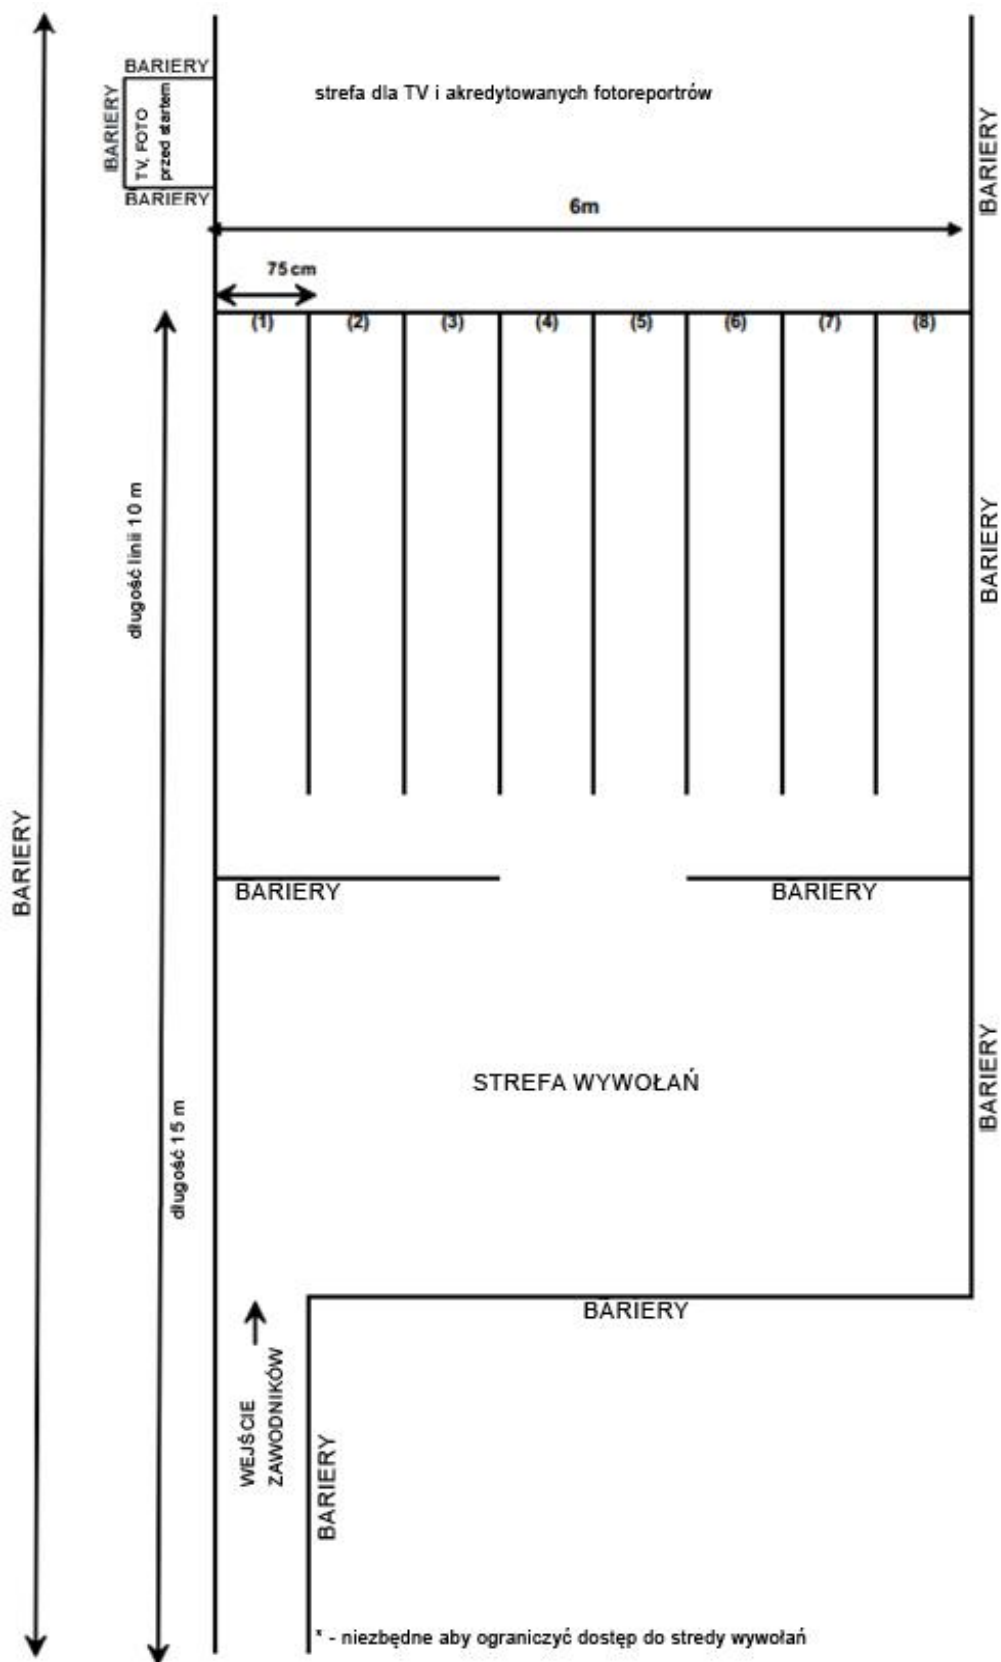 BARIERY
BARIERY
TV, FOTO
przed startem
BARIERY
strefa dla TV i akredytowanych fotoreportrów
BARIERY
6m
75 cm
(1) (2) (3) (4) (5) (6) (7) (8)
długość linii 10 m
BARIERY
BARIERY
BARIERY
BARIERY
STREFA WYWOŁAŃ
BARIERY
długość 15 m
BARIERY
WEJŚCIE
ZAWODNIKÓW
BARIERY
* - niezbędne aby ograniczyć dostęp do stredy wywołań